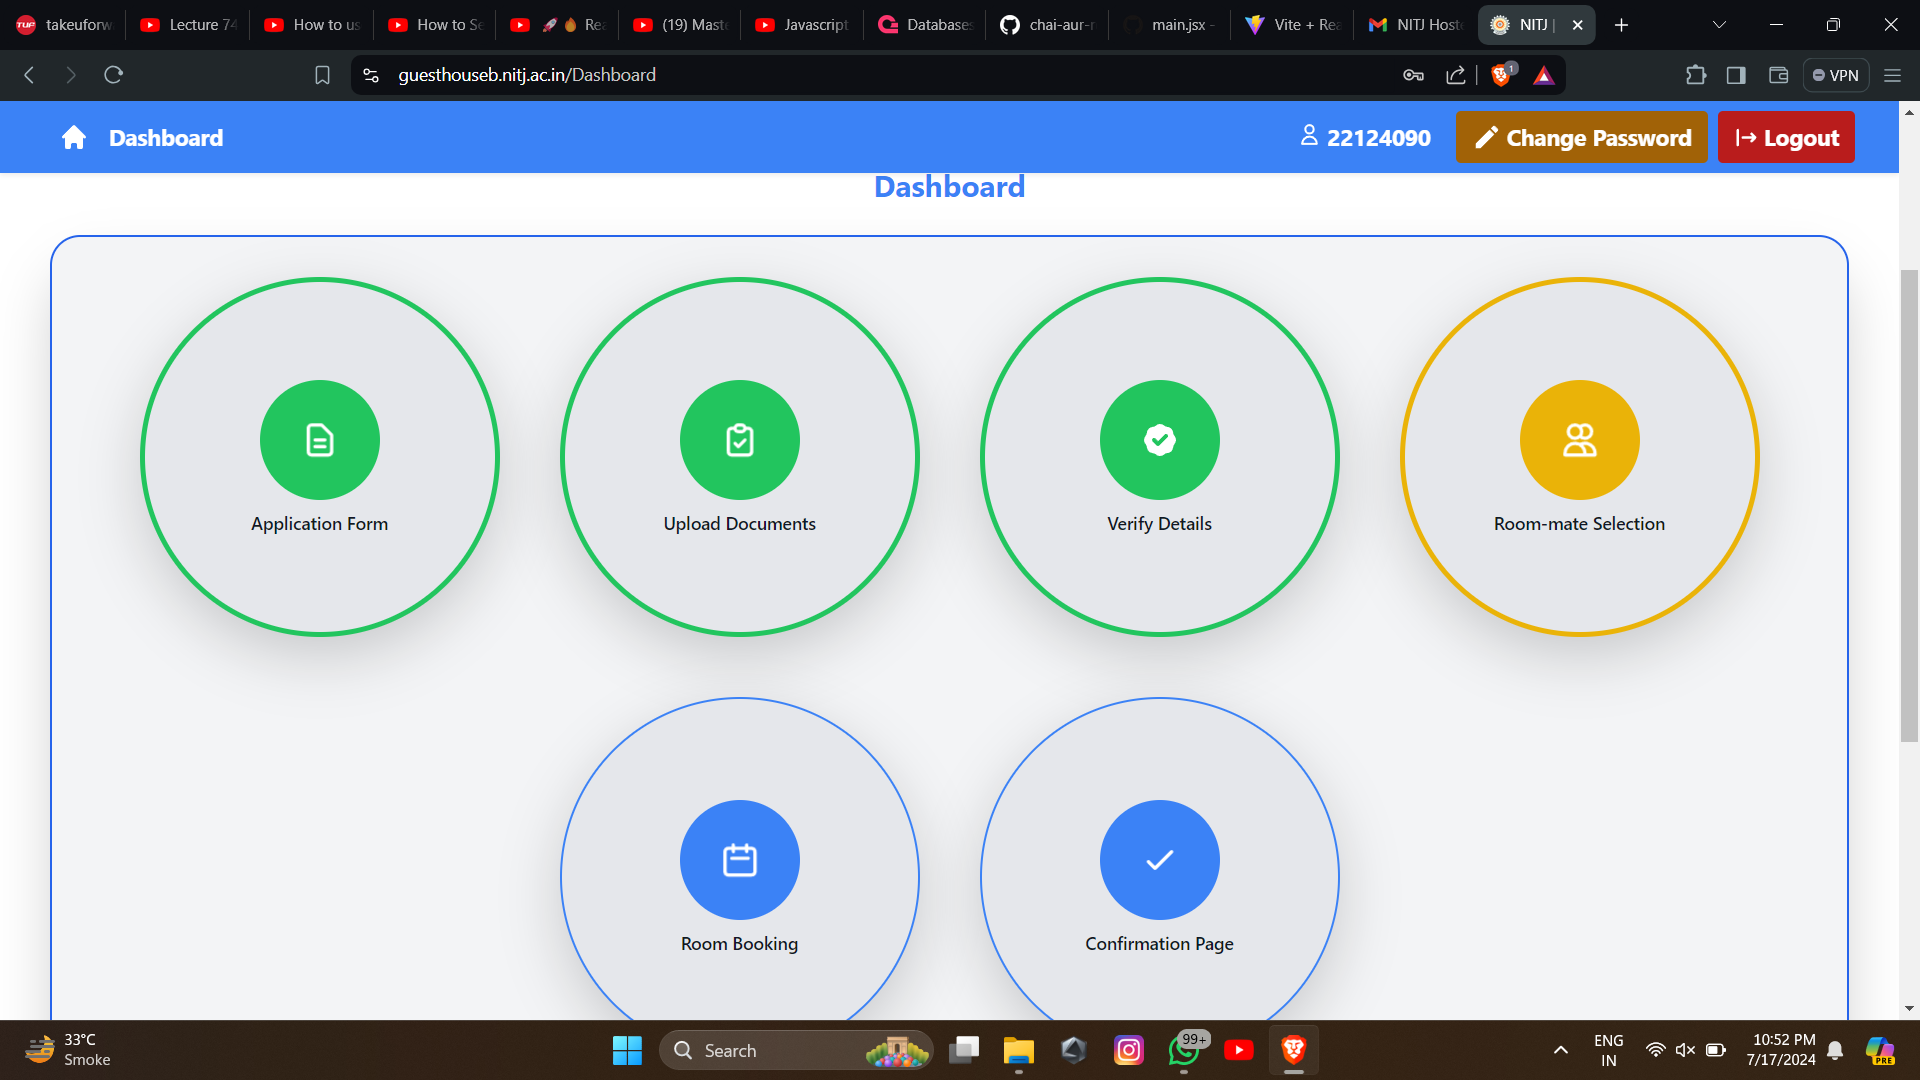 takeuforw
Lecture 74
How to us
How to Se
Rea
(19) Maste
Javascript
Databases
chai-aur-r
main.jsx -
Vite + Rea
NITJ Hoste
NITJ |
guesthouseb.nitj.ac.in/Dashboard
1
VPN
Dashboard
22124090
Change Password
Logout
Dashboard
Application Form
Upload Documents
Verify Details
Room-mate Selection
Room Booking
Confirmation Page
33°C
Smoke
Search
99+
ENG
IN
10:52 PM
7/17/2024
PRE